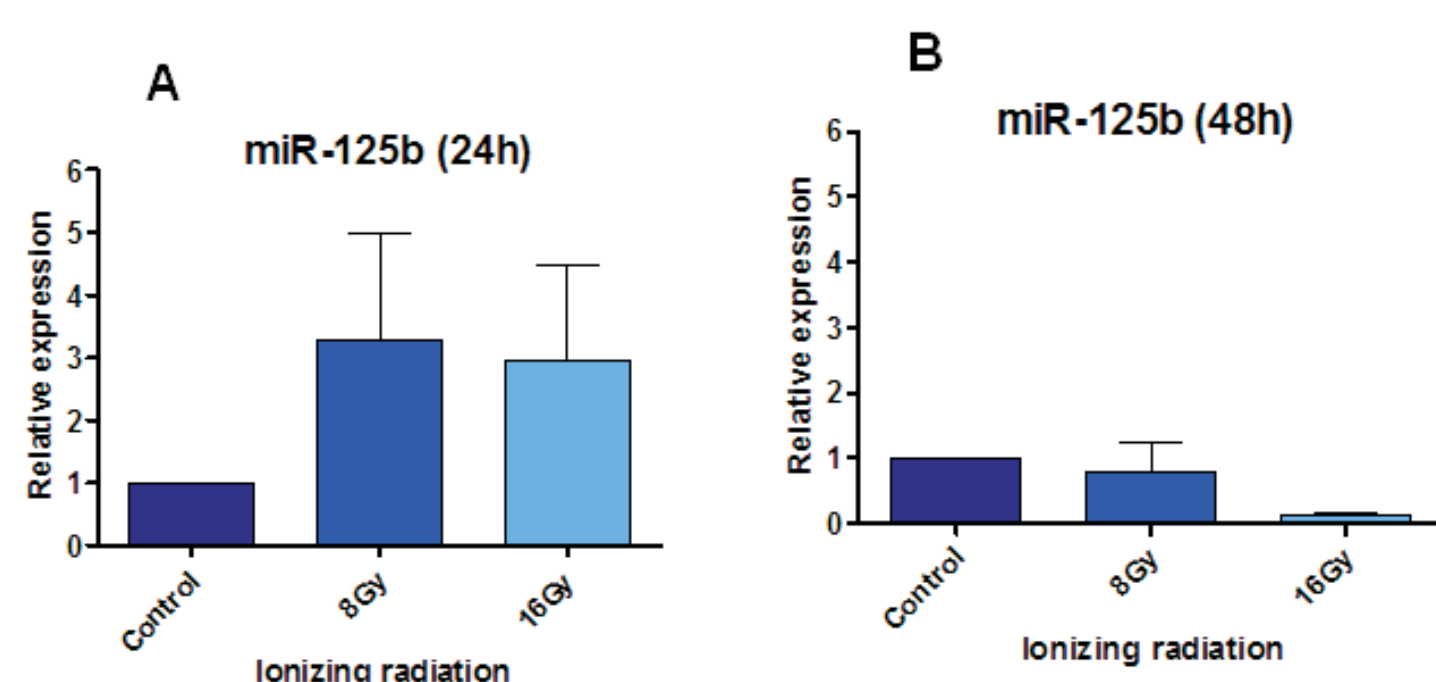 A
miR-125b (24h)
Relative expression
6
5
4
3
2
1
0
Control
8Gy
16Gy
Ionizing radiation
B
miR-125b (48h)
Relative expression
6
5
4
3
2
1
0
Control
8Gy
16Gy
Ionizing radiation